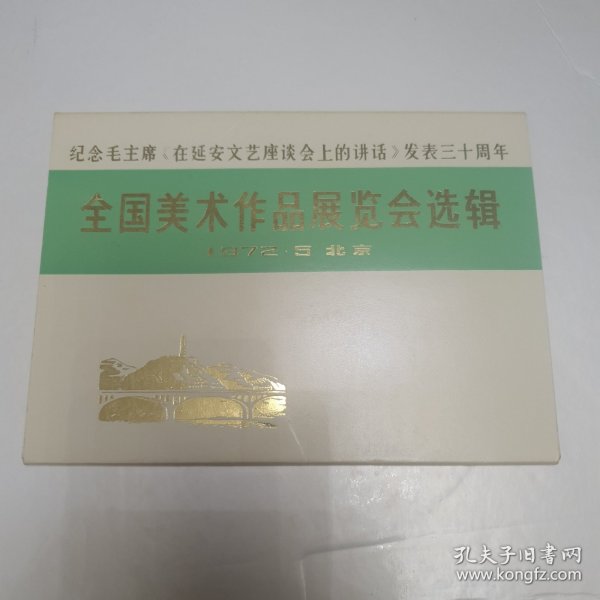 纪念毛主席《在延安文艺座谈会上的讲话》发表三十周年
全国美术作品展览会选辑
1972·5 北京
孔夫子旧书网
www.kongfz.com